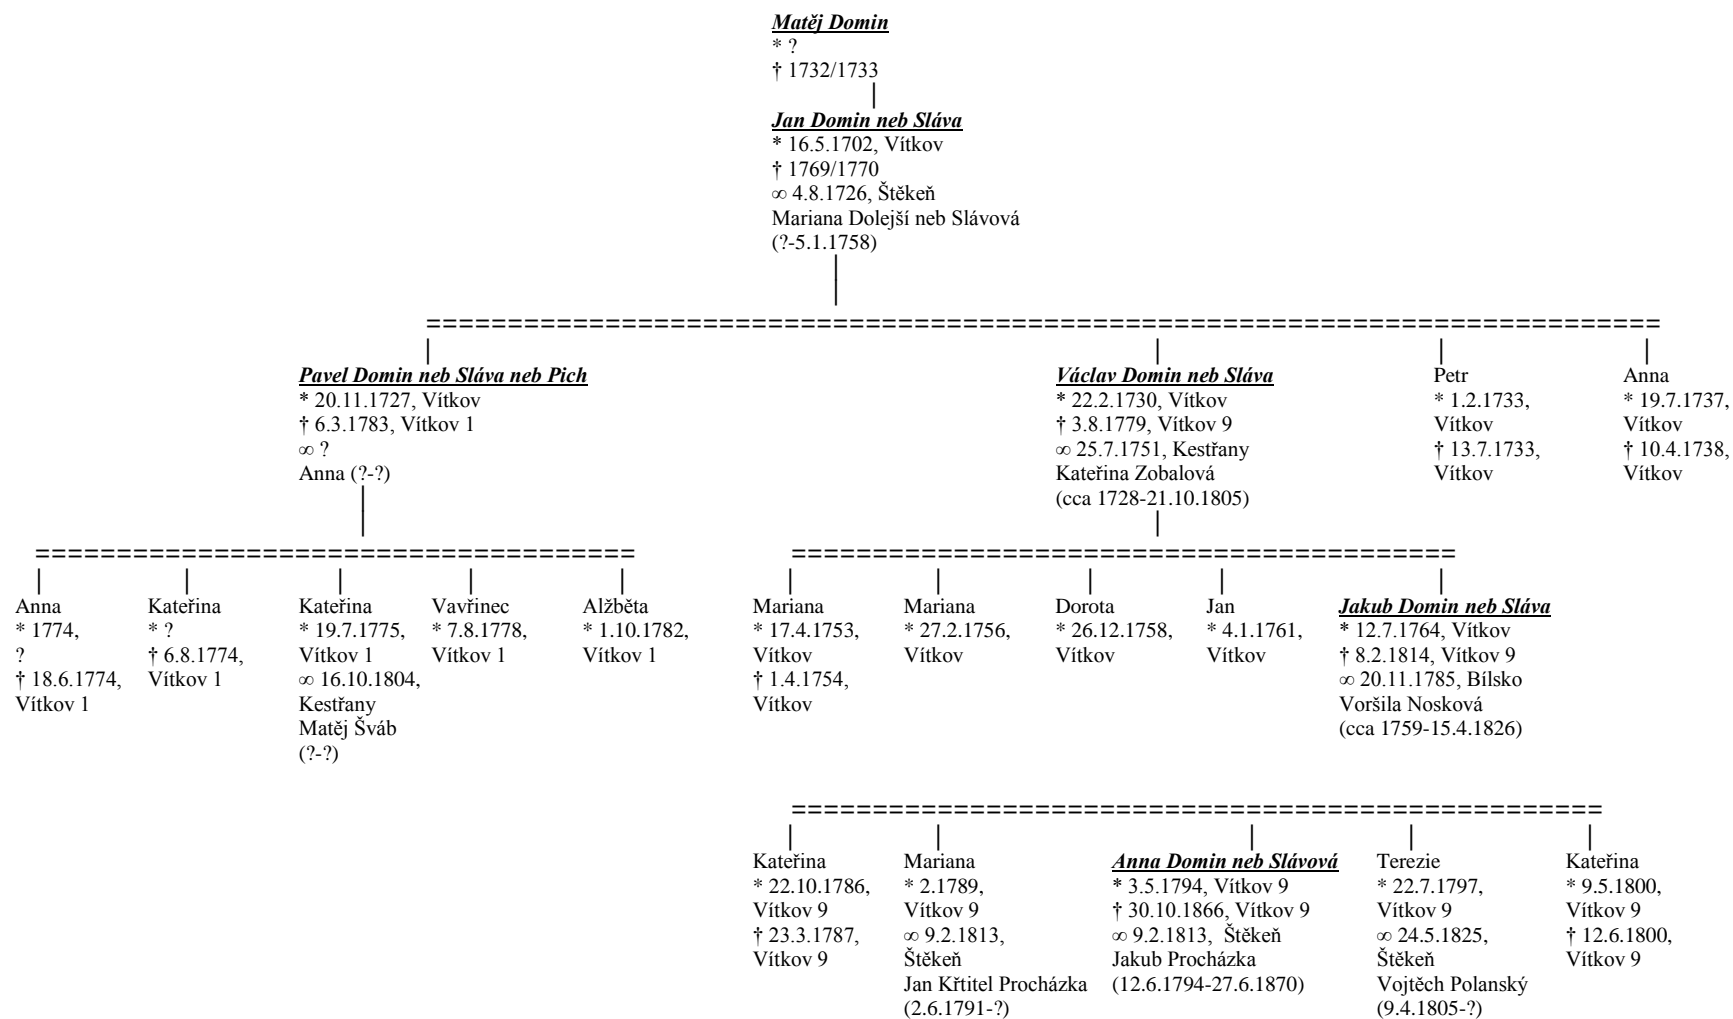 Matěj Domin
* ?
† 1732/1733
Jan Domin neb Sláva
* 16.5.1702, Vítkov
† 1769/1770
∞ 4.8.1726, Štěkeň
Mariana Dolejší neb Slávová
(?-5.1.1758)
Pavel Domin neb Sláva neb Pich
* 20.11.1727, Vítkov
† 6.3.1783, Vítkov 1
∞ ?
Anna (?-?)
Václav Domin neb Sláva
* 22.2.1730, Vítkov
† 3.8.1779, Vítkov 9
∞ 25.7.1751, Kestřany
Kateřina Zobalová
(cca 1728-21.10.1805)
Petr
* 1.2.1733,
Vítkov
† 13.7.1733,
Vítkov
Anna
* 19.7.1737,
Vítkov
† 10.4.1738,
Vítkov
Anna
* 1774,
?
† 18.6.1774,
Vítkov 1
Kateřina
* ?
† 6.8.1774,
Vítkov 1
Kateřina
* 19.7.1775,
Vítkov 1
∞ 16.10.1804,
Kestřany
Matěj Šváb
(?-?)
Vavřinec
* 7.8.1778,
Vítkov 1
Alžběta
* 1.10.1782,
Vítkov 1
Mariana
* 17.4.1753,
Vítkov
† 1.4.1754,
Vítkov
Mariana
* 27.2.1756,
Vítkov
Dorota
* 26.12.1758,
Vítkov
Jan
* 4.1.1761,
Vítkov
Jakub Domin neb Sláva
* 12.7.1764, Vítkov
† 8.2.1814, Vítkov 9
∞ 20.11.1785, Bílsko
Voršila Nosková
(cca 1759-15.4.1826)
Kateřina
* 22.10.1786,
Vítkov 9
† 23.3.1787,
Vítkov 9
Mariana
* 2.1789,
Vítkov 9
∞ 9.2.1813,
Štěkeň
Jan Křtitel Procházka
(2.6.1791-?)
Anna Domin neb Slávová
* 3.5.1794, Vítkov 9
† 30.10.1866, Vítkov 9
∞ 9.2.1813, Štěkeň
Jakub Procházka
(12.6.1794-27.6.1870)
Terezie
* 22.7.1797,
Vítkov 9
∞ 24.5.1825,
Štěkeň
Vojtěch Polanský
(9.4.1805-?)
Kateřina
* 9.5.1800,
Vítkov 9
† 12.6.1800,
Vítkov 9